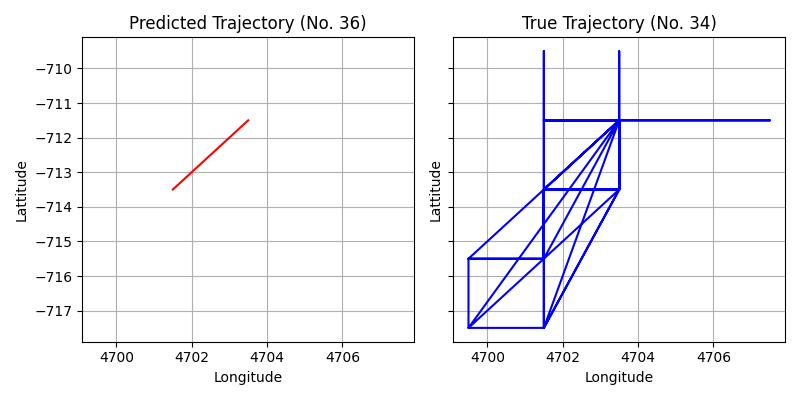 Predicted Trajectory (No. 36)
True Trajectory (No. 34)
−710
−711
−712
−713
−714
−715
−716
−717
Lattitude
Lattitude
4700
4702
4704
4706
4700
4702
4704
4706
Longitude
Longitude